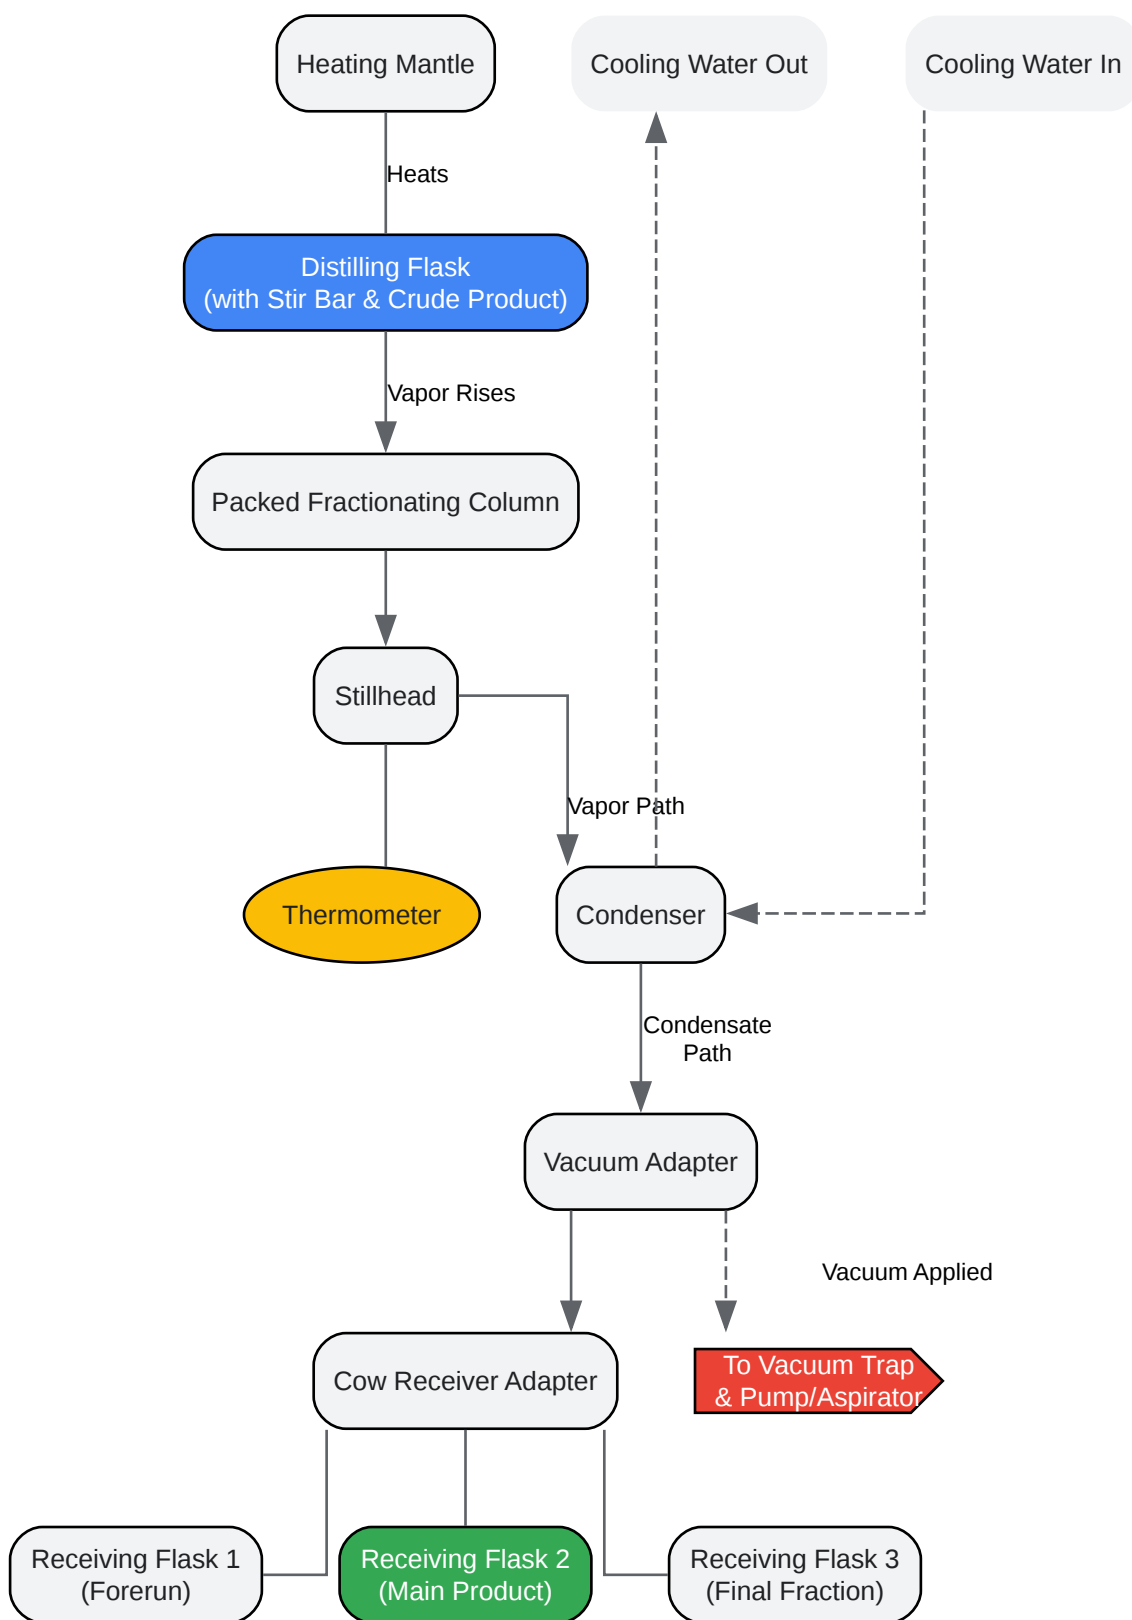 Heating Mantle
Cooling Water Out
Cooling Water In
Heats
Distilling Flask
(with Stir Bar & Crude Product)
Vapor Rises
Packed Fractionating Column
Stillhead
Vapor Path
Thermometer
Condenser
Condensate
Path
Vacuum Adapter
Vacuum Applied
Cow Receiver Adapter
To Vacuum Trap
& Pump/Aspirator
Receiving Flask 1
(Forerun)
Receiving Flask 2
(Main Product)
Receiving Flask 3
(Final Fraction)